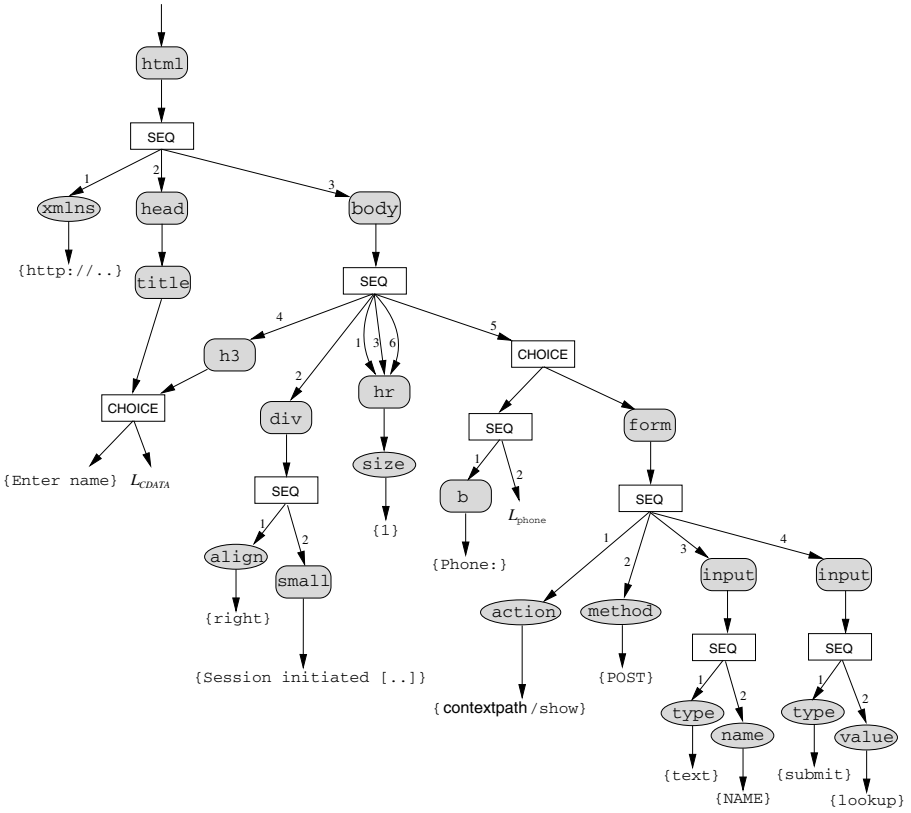 html
SEQ
1
2
3
xmlns
head
body
{http://..}
title
SEQ
4
2
1
3
6
5
h3
CHOICE
hr
CHOICE
div
SEQ
form
{Enter name}
L CDATA
size
1
2
SEQ
b
SEQ
L phone
{1}
1
2
align
small
{Phone:}
1
2
3
4
input
input
{right}
action
method
SEQ
SEQ
{Session initiated [..]}
{POST}
1
2
1
2
{contextpath/show}
type
name
type
value
{text}
{submit}
{NAME}
{lookup}